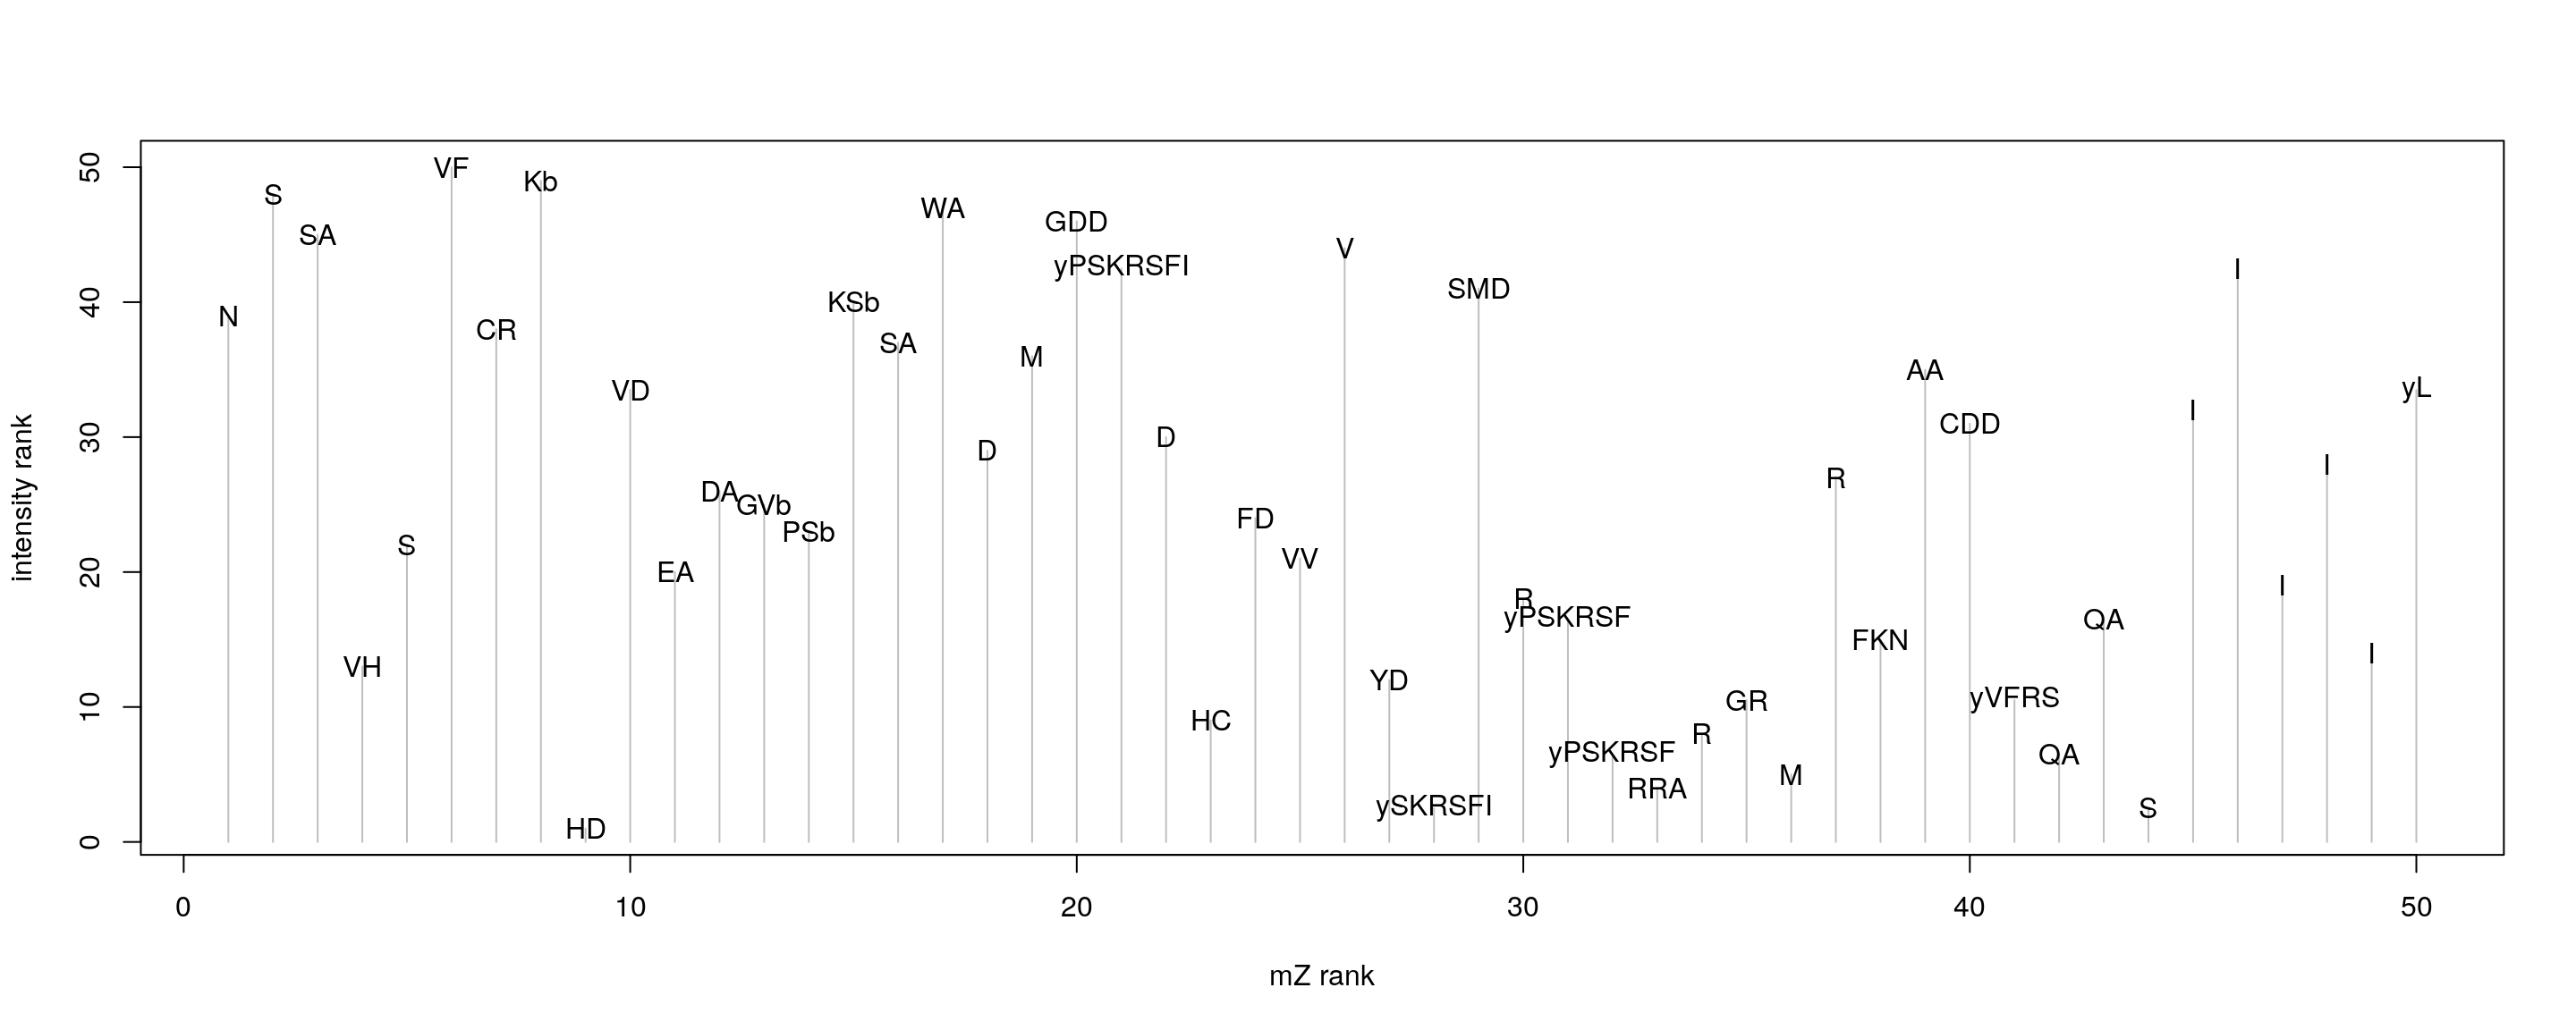 50
40
30
20
10
0
intensity rank
N
S
SA
VH
S
VF
CR
Kb
HD
VD
EA
DA
GVb
PSb
KSb
SA
WA
D
M
GDD
yPSKRSFI
D
HC
FD
VV
V
YD
ySKRSFI
SMD
R
yPSKRSF
yPSKRSF
RRA
R
GR
M
R
FKN
AA
CDD
yVFRS
QA
QA
S
I
I
I
I
I
yL
0 10 20 30 40 50
mZ rank